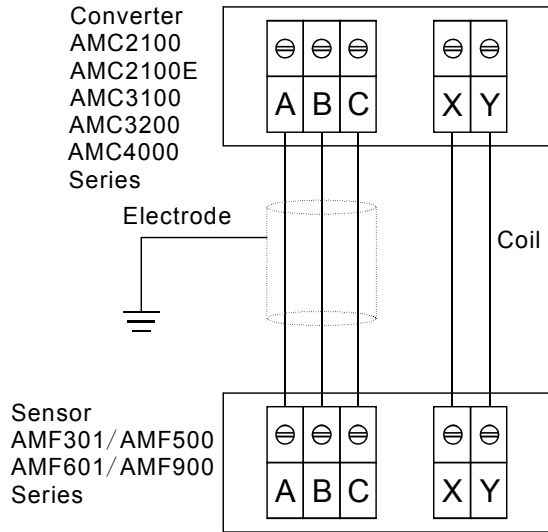 Converter
AMC2100
AMC2100E
AMC3100
AMC3200
AMC4000
Series
A B C X Y
Electrode
Coil
Sensor
AMF301/AMF500
AMF601/AMF900
Series
A B C X Y